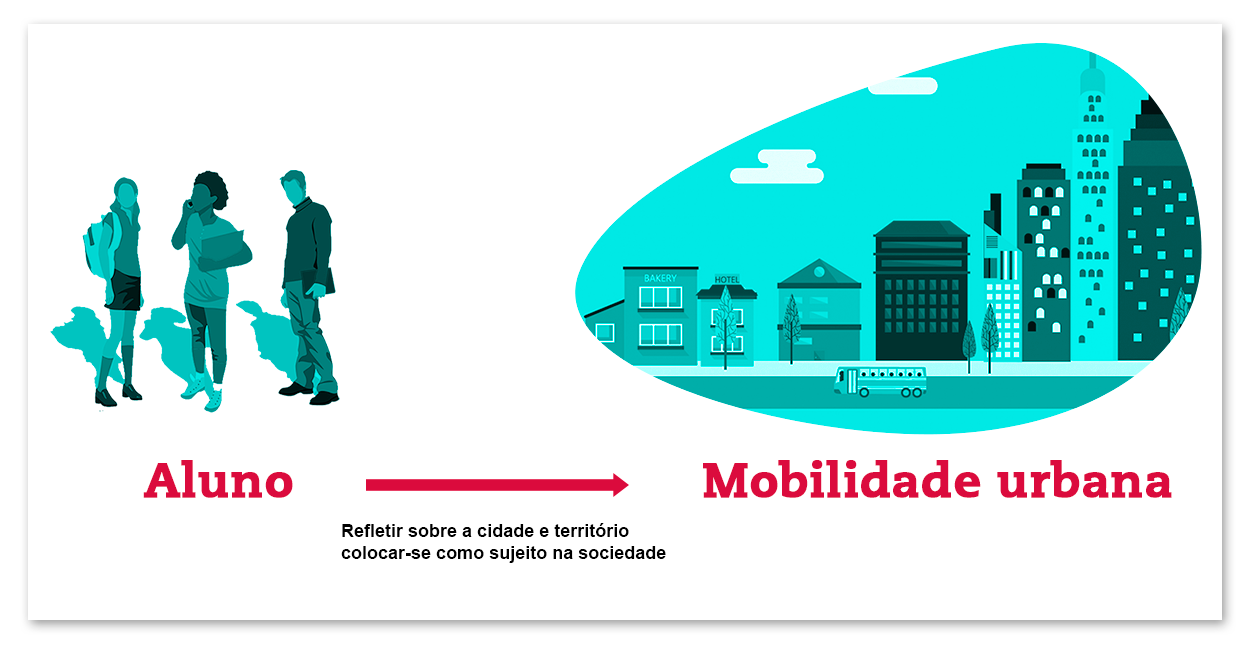 BAKERY
HOTEL
Aluno
Mobilidade urbana
Refletir sobre a cidade e território
colocar-se como sujeito na sociedade